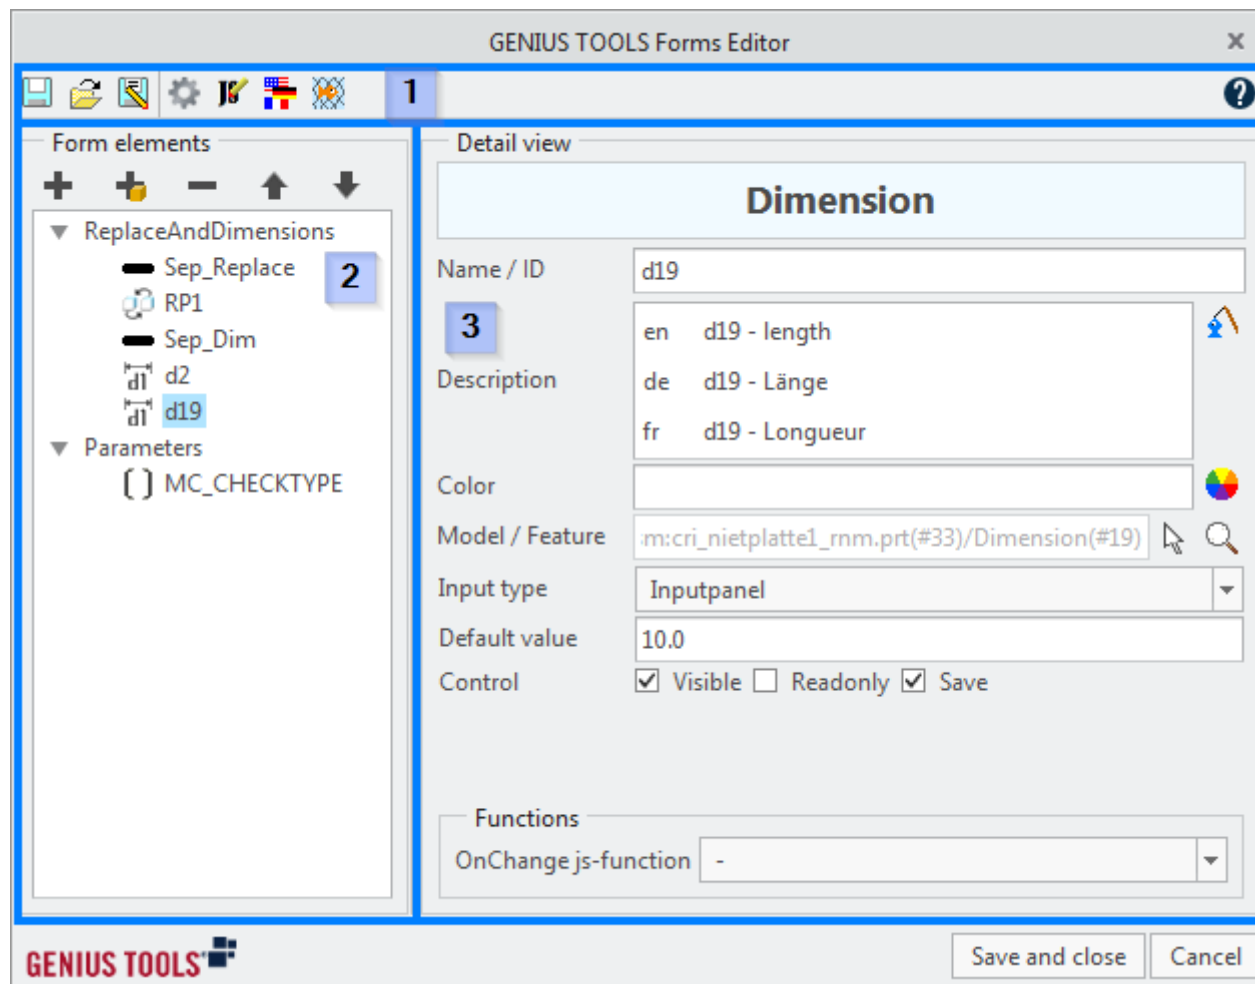 GENIUS TOOLS Forms Editor
1
Form elements
ReplaceAndDimensions
Sep_Replace
2
RP1
Sep_Dim
d2
d19
Parameters
MC_CHECKTYPE
Detail view
Dimension
Name / ID d19
3
Description
en d19 - length
de d19 - Länge
fr d19 - Longueur
Color
Model / Feature :m:cri_nietplatte1_rnm.prt(#33)/Dimension(#19)
Input type Inputpanel
Default value 10.0
Control Visible Readonly Save
Functions
OnChange js-function -
GENIUS TOOLS
Save and close Cancel